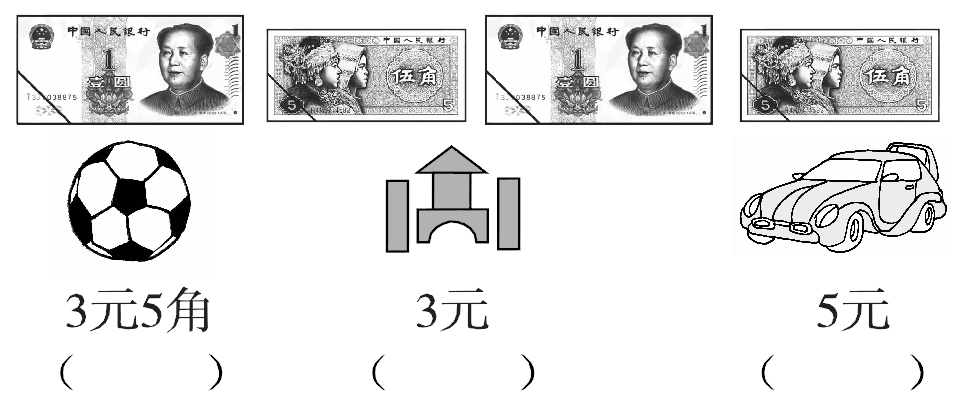 中国人民银行 1
1
壹圆
中国人民银行
伍角
5 5
中国人民银行 1
1
壹圆
中国人民银行
伍角
5 5
3元5角 3元 5元
( ) ( ) ( )